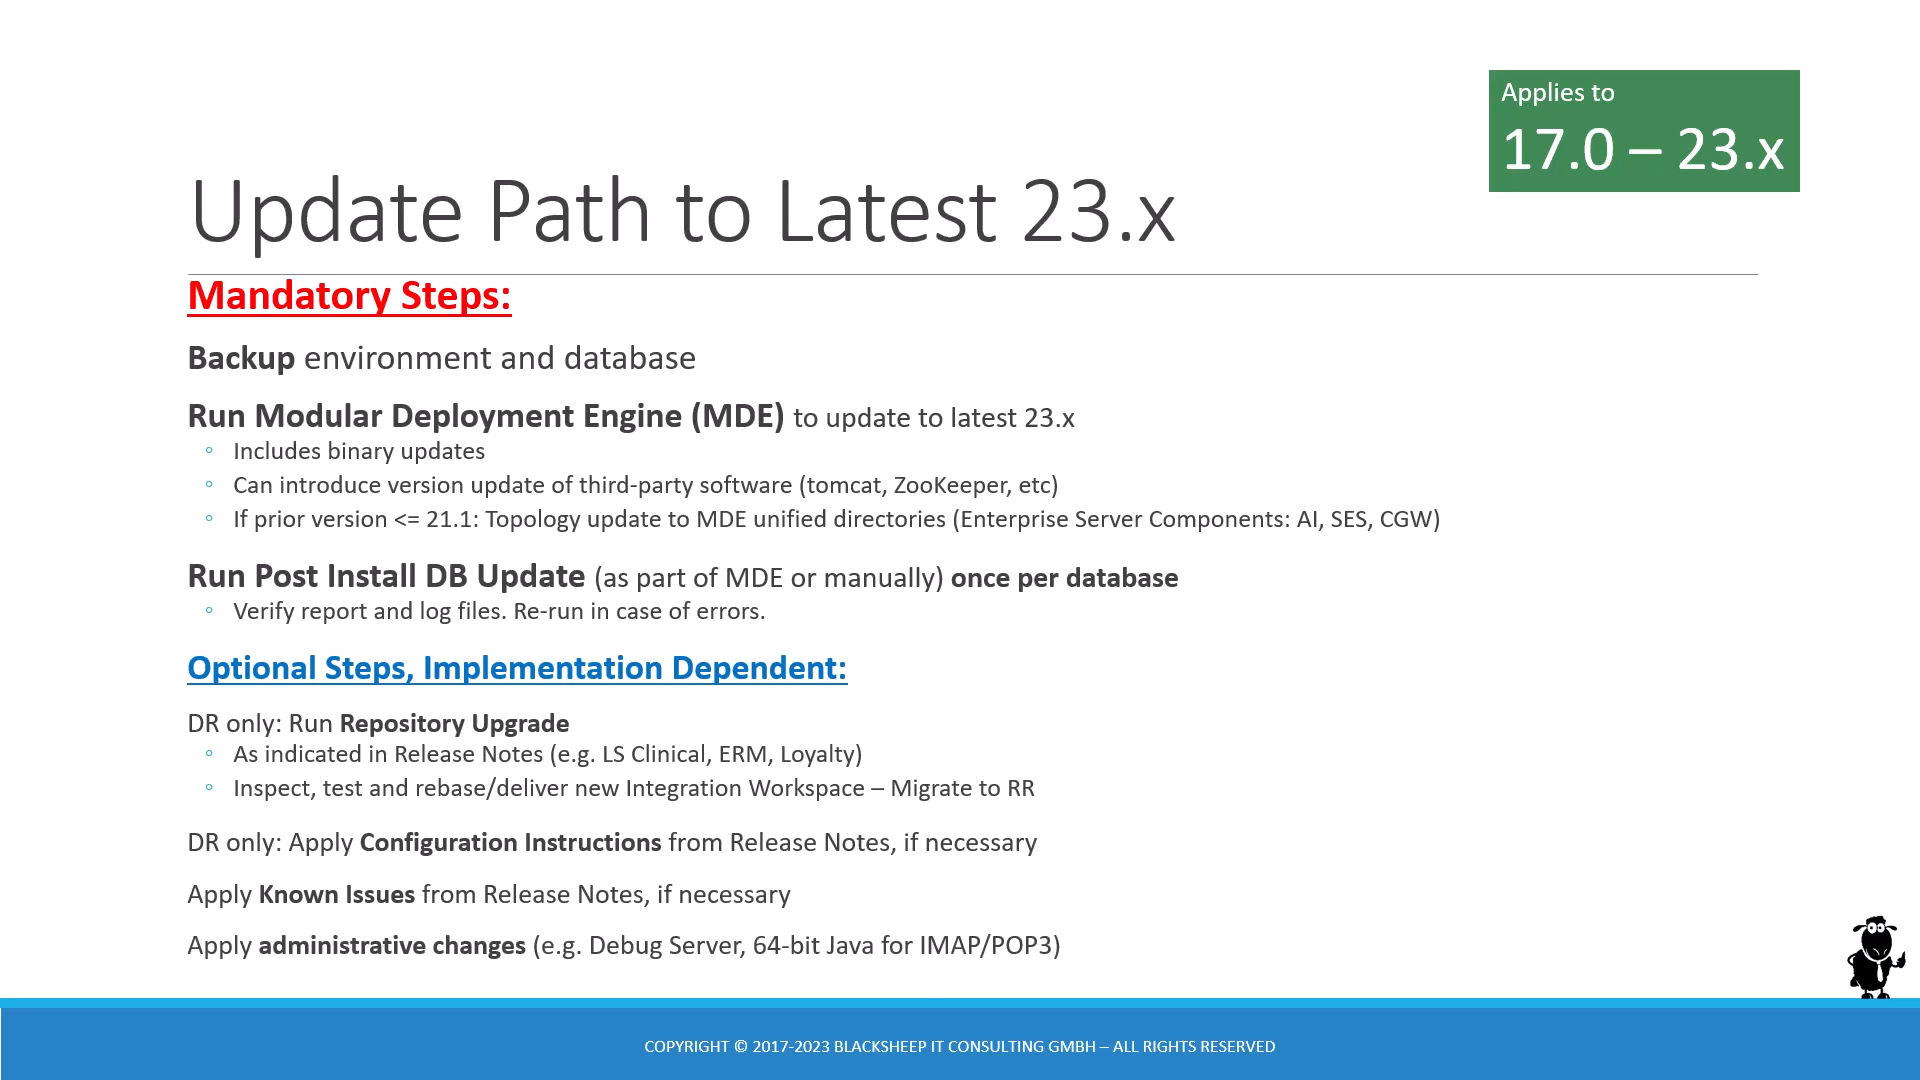 Applies to
17.0 – 23.x
Update Path to Latest 23.x
Mandatory Steps:
Backup environment and database
Run Modular Deployment Engine (MDE) to update to latest 23.x
◦ Includes binary updates
◦ Can introduce version update of third-party software (tomcat, ZooKeeper, etc)
◦ If prior version <= 21.1: Topology update to MDE unified directories (Enterprise Server Components: AI, SES, CGW)
Run Post Install DB Update (as part of MDE or manually) once per database
◦ Verify report and log files. Re-run in case of errors.
Optional Steps, Implementation Dependent:
DR only: Run Repository Upgrade
◦ As indicated in Release Notes (e.g. LS Clinical, ERM, Loyalty)
◦ Inspect, test and rebase/deliver new Integration Workspace – Migrate to RR
DR only: Apply Configuration Instructions from Release Notes, if necessary
Apply Known Issues from Release Notes, if necessary
Apply administrative changes (e.g. Debug Server, 64-bit Java for IMAP/POP3)
COPYRIGHT © 2017-2023 BLACKSHEEP IT CONSULTING GMBH – ALL RIGHTS RESERVED